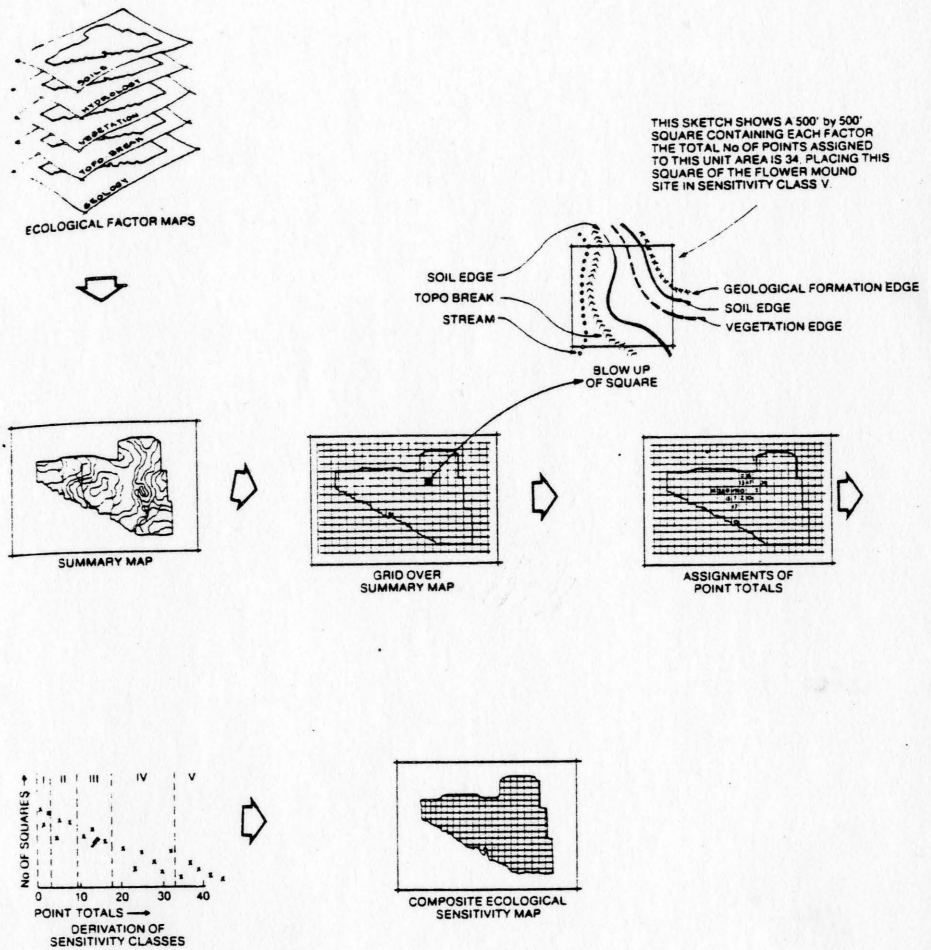 SOILS
HYDROLOGY
VEGETATION
TOPO BREAK
GEOLOGY
ECOLOGICAL FACTOR MAPS
THIS SKETCH SHOWS A 500' by 500'
SQUARE CONTAINING EACH FACTOR
THE TOTAL No OF POINTS ASSIGNED
TO THIS UNIT AREA IS 34. PLACING THIS
SQUARE OF THE FLOWER MOUND
SITE IN SENSITIVITY CLASS V.
SOIL EDGE
TOPO BREAK
STREAM
GEOLOGICAL FORMATION EDGE
SOIL EDGE
VEGETATION EDGE
BLOW UP
OF SQUARE
SUMMARY MAP
GRID OVER
SUMMARY MAP
ASSIGNMENTS OF
POINT TOTALS
No OF SQUARES
I II III IV V
0 10 20 30 40
POINT TOTALS
DERIVATION OF
SENSITIVITY CLASSES
COMPOSITE ECOLOGICAL
SENSITIVITY MAP